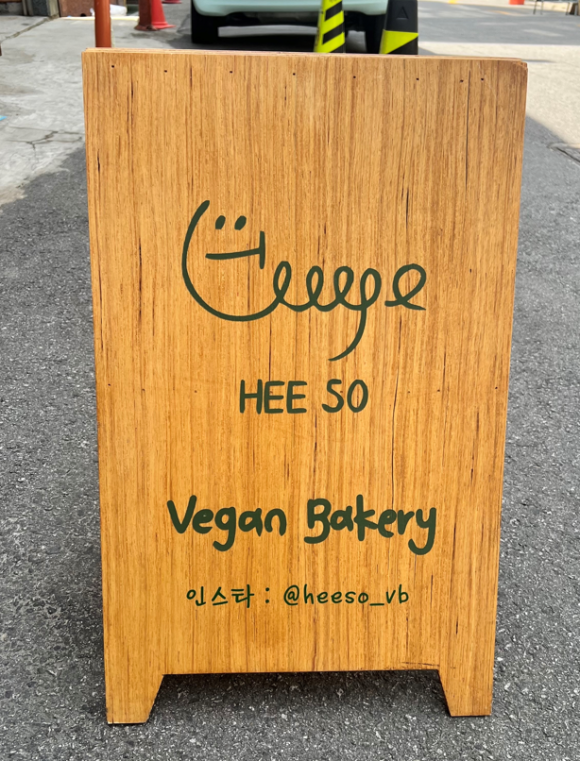 HEE SO
Vegan Bakery
인스타 : @heeso_vb